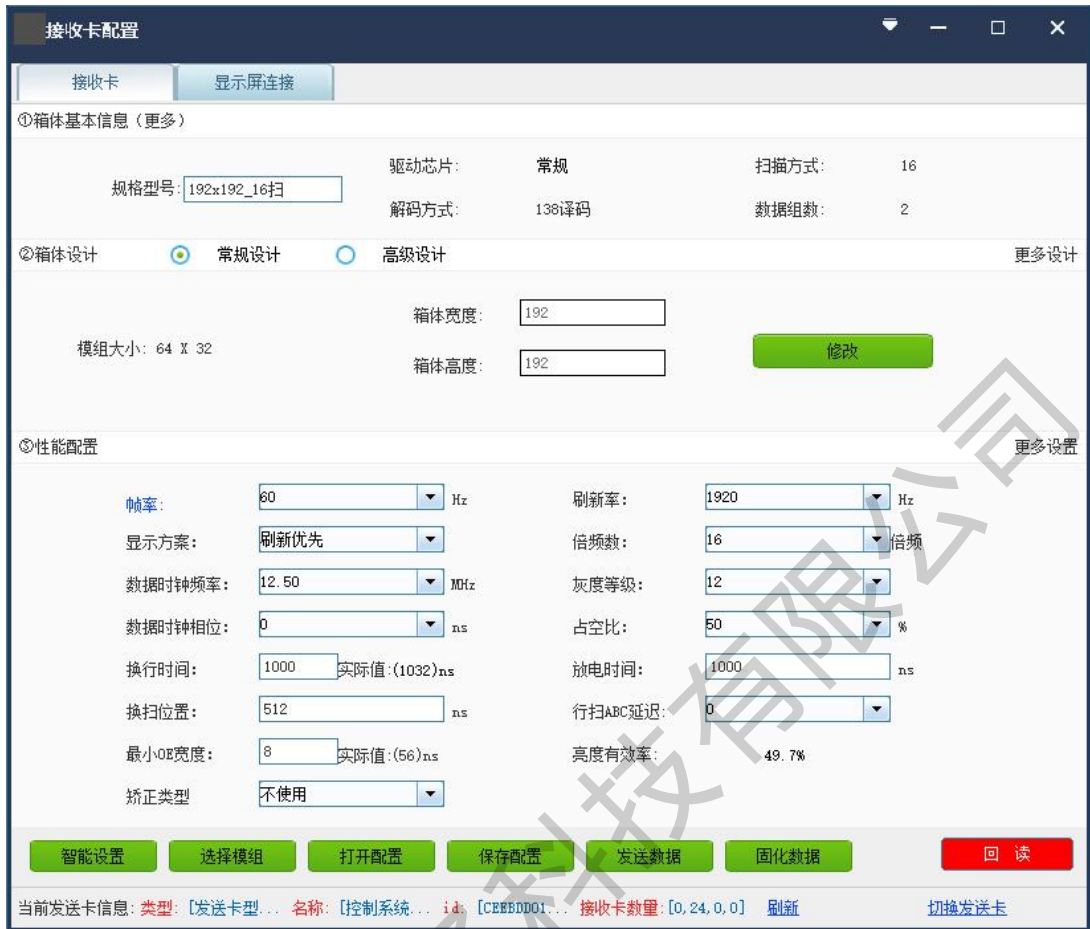 接收卡配置
接收卡 显示屏连接
①箱体基本信息（更多）
规格型号: 192x192_16扫 驱动芯片: 常规 扫描方式: 16
解码方式: 138译码 数据组数: 2
②箱体设计 常规设计 高级设计 更多设计
模组大小: 64 X 32 箱体宽度: 192
箱体高度: 192 修改
③性能配置 更多设置
帧率: 60 Hz 刷新率: 1920 Hz
显示方案: 刷新优先 倍频数: 16 倍频
数据时钟频率: 12.50 MHz 灰度等级: 12
数据时钟相位: 0 ns 占空比: 50 %
换行时间: 1000 实际值:(1032)ns 放电时间: 1000 ns
换扫位置: 512 ns 行扫ABC延迟: 0
最小OE宽度: 8 实际值:(56)ns 亮度有效率: 49.7%
矫正类型 不使用
智能设置 选择模组 打开配置 保存配置 发送数据 固化数据 回 读
当前发送卡信息: 类型: [发送卡型... 名称: [控制系统... id: [CEEBDD01... 接收卡数量:[0,24,0,0] 刷新 切换发送卡
科技有限公司